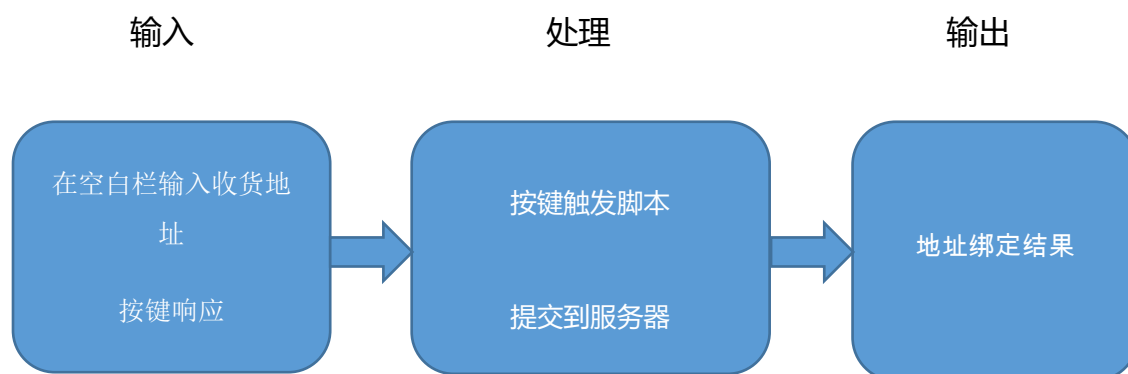 输入
处理
输出
在空白栏输入收货地
址
按键响应
按键触发脚本
提交到服务器
地址绑定结果